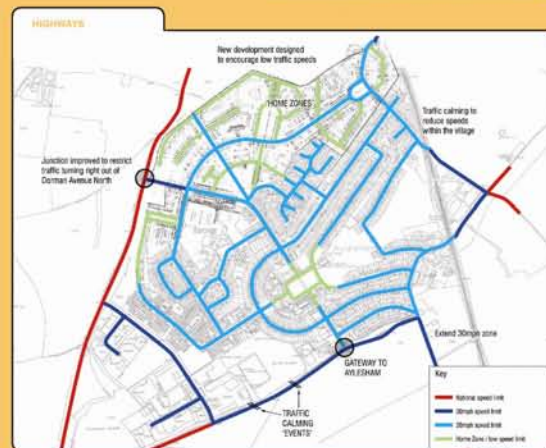 HIGHWAYS
New development designed
to encourage low traffic speeds
'HOME ZONES'
Traffic calming to
reduce speeds
within the village
Junction improved to restrict
traffic turning right out of
Dorman Avenue North
Extend 30mph zone
GATEWAY TO
AYLESHAM
TRAFFIC
CALMING
'EVENTS'
Key
National speed limit
30mph speed limit
20mph speed limit
Home Zone / low speed limit